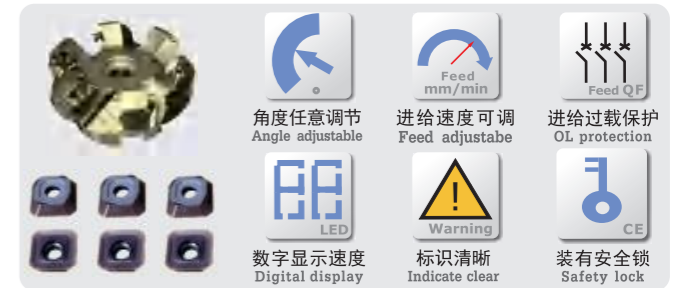 Feed
mm/min
Feed QF
角度任意调节
Angle adjustable
进给速度可调
Feed adjustabe
进给过载保护
OL protection
88
LED
!
Warning
CE
数字显示速度
Digital display
标识清晰
Indicate clear
装有安全锁
Safety lock